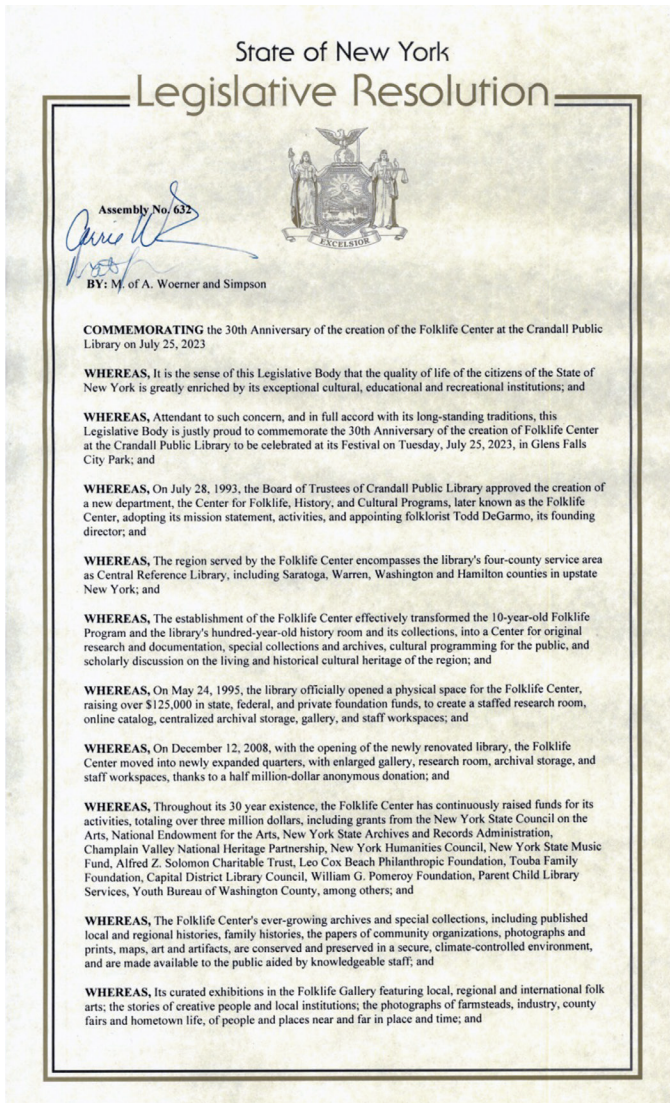 State of New York
Legislative Resolution
EXCELSIOR
Assembly No. 632
Carrie W
BY: M. of A. Woerner and Simpson
COMMEMORATING the 30th Anniversary of the creation of the Folklife Center at the Crandall Public
Library on July 25, 2023
WHEREAS, It is the sense of this Legislative Body that the quality of life of the citizens of the State of
New York is greatly enriched by its exceptional cultural, educational and recreational institutions; and
WHEREAS, Attendant to such concern, and in full accord with its long-standing traditions, this
Legislative Body is justly proud to commemorate the 30th Anniversary of the creation of Folklife Center
at the Crandall Public Library to be celebrated at its Festival on Tuesday, July 25, 2023, in Glens Falls
City Park; and
WHEREAS, On July 28, 1993, the Board of Trustees of Crandall Public Library approved the creation of
a new department, the Center for Folklife, History, and Cultural Programs, later known as the Folklife
Center, adopting its mission statement, activities, and appointing folklorist Todd DeGarmo, its founding
director; and
WHEREAS, The region served by the Folklife Center encompasses the library's four-county service area
as Central Reference Library, including Saratoga, Warren, Washington and Hamilton counties in upstate
New York; and
WHEREAS, The establishment of the Folklife Center effectively transformed the 10-year-old Folklife
Program and the library's hundred-year-old history room and its collections, into a Center for original
research and documentation, special collections and archives, cultural programming for the public, and
scholarly discussion on the living and historical cultural heritage of the region; and
WHEREAS, On May 24, 1995, the library officially opened a physical space for the Folklife Center,
raising over $125,000 in state, federal, and private foundation funds, to create a staffed research room,
online catalog, centralized archival storage, gallery, and staff workspaces; and
WHEREAS, On December 12, 2008, with the opening of the newly renovated library, the Folklife
Center moved into newly expanded quarters, with enlarged gallery, research room, archival storage, and
staff workspaces, thanks to a half million-dollar anonymous donation; and
WHEREAS, Throughout its 30 year existence, the Folklife Center has continuously raised funds for its
activities, totaling over three million dollars, including grants from the New York State Council on the
Arts, National Endowment for the Arts, New York State Archives and Records Administration,
Champlain Valley National Heritage Partnership, New York Humanities Council, New York State Music
Fund, Alfred Z. Solomon Charitable Trust, Leo Cox Beach Philanthropic Foundation, Touba Family
Foundation, Capital District Library Council, William G. Pomeroy Foundation, Parent Child Library
Services, Youth Bureau of Washington County, among others; and
WHEREAS, The Folklife Center's ever-growing archives and special collections, including published
local and regional histories, family histories, the papers of community organizations, photographs and
prints, maps, art and artifacts, are conserved and preserved in a secure, climate-controlled environment,
and are made available to the public aided by knowledgeable staff; and
WHEREAS, Its curated exhibitions in the Folklife Gallery featuring local, regional and international folk
arts; the stories of creative people and local institutions; the photographs of farmsteads, industry, county
fairs and hometown life, of people and places near and far in place and time; and